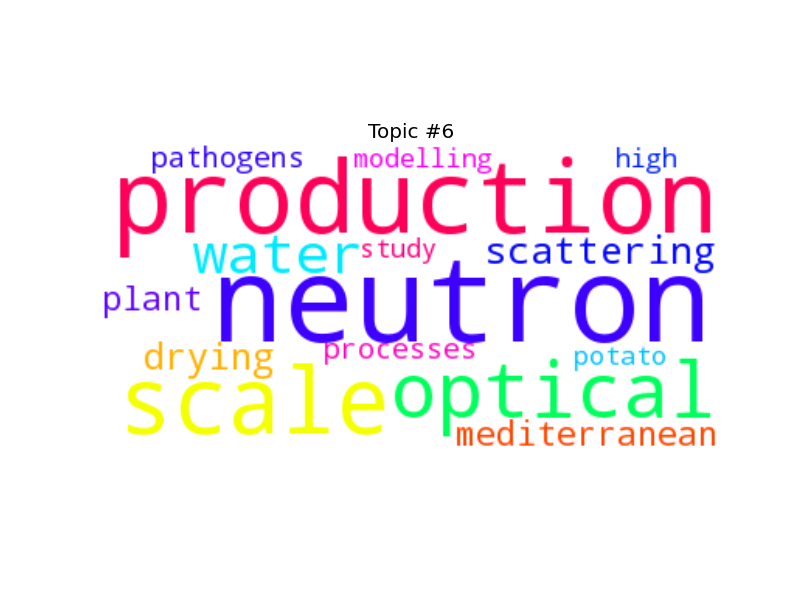 Topic #6
pathogens modelling high
production
water study scattering
plant neutron
drying processes potato
scale optical
mediterranean